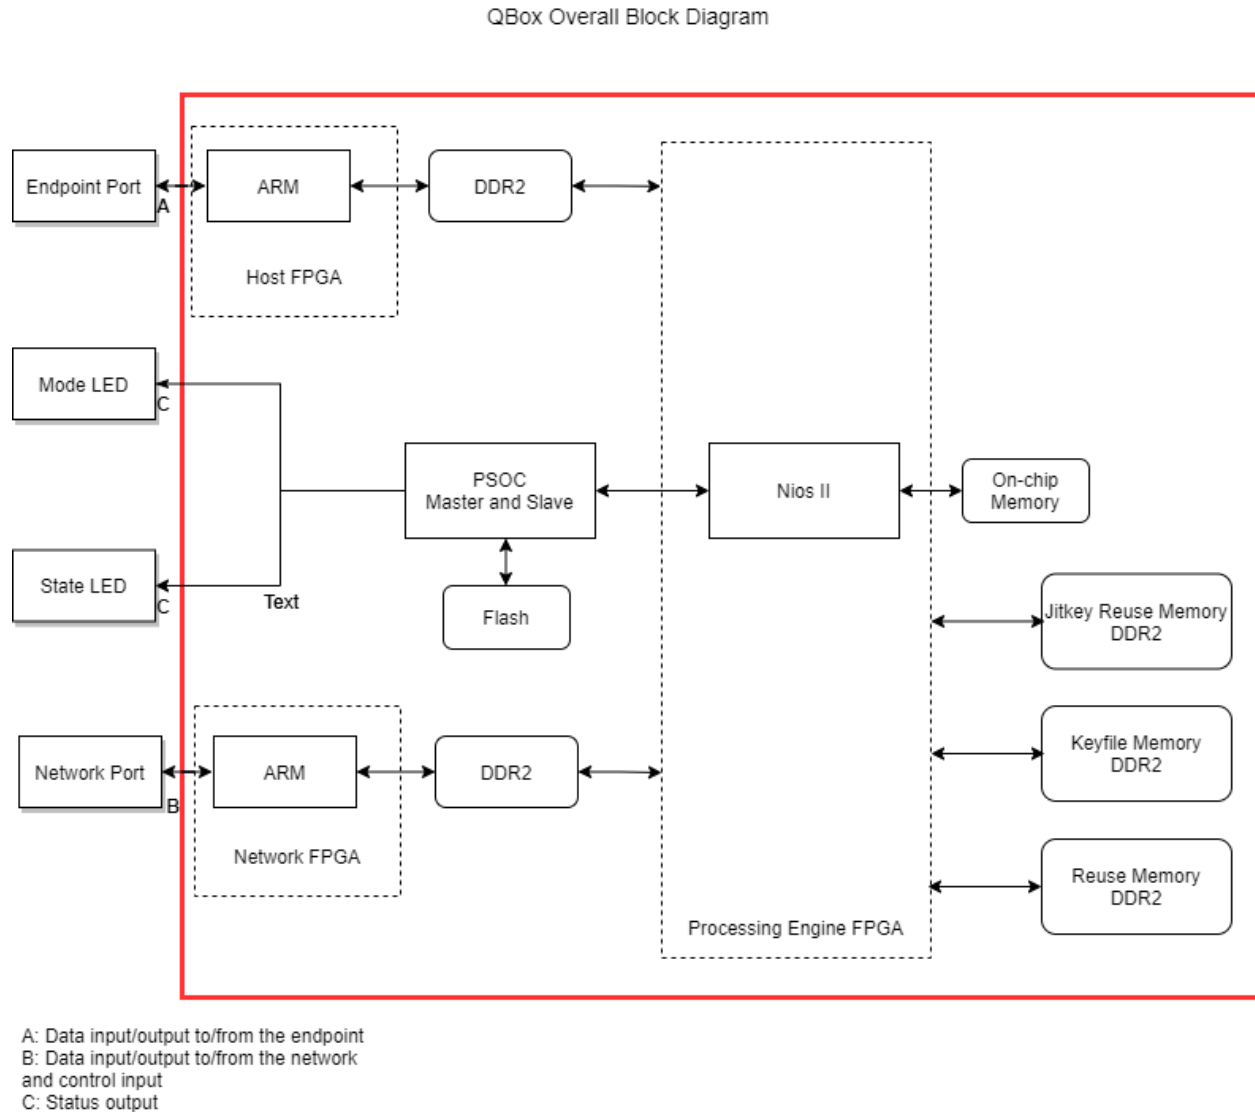 QBox Overall Block Diagram
Endpoint Port
A
ARM
DDR2
Host FPGA
Mode LED
C
PSOC
Master and Slave
Nios II
On-chip
Memory
State LED
C
Text
Flash
Jitkey Reuse Memory
DDR2
Network Port
B
ARM
DDR2
Keyfile Memory
DDR2
Network FPGA
Reuse Memory
DDR2
Processing Engine FPGA
A: Data input/output to/from the endpoint
B: Data input/output to/from the network
and control input
C: Status output